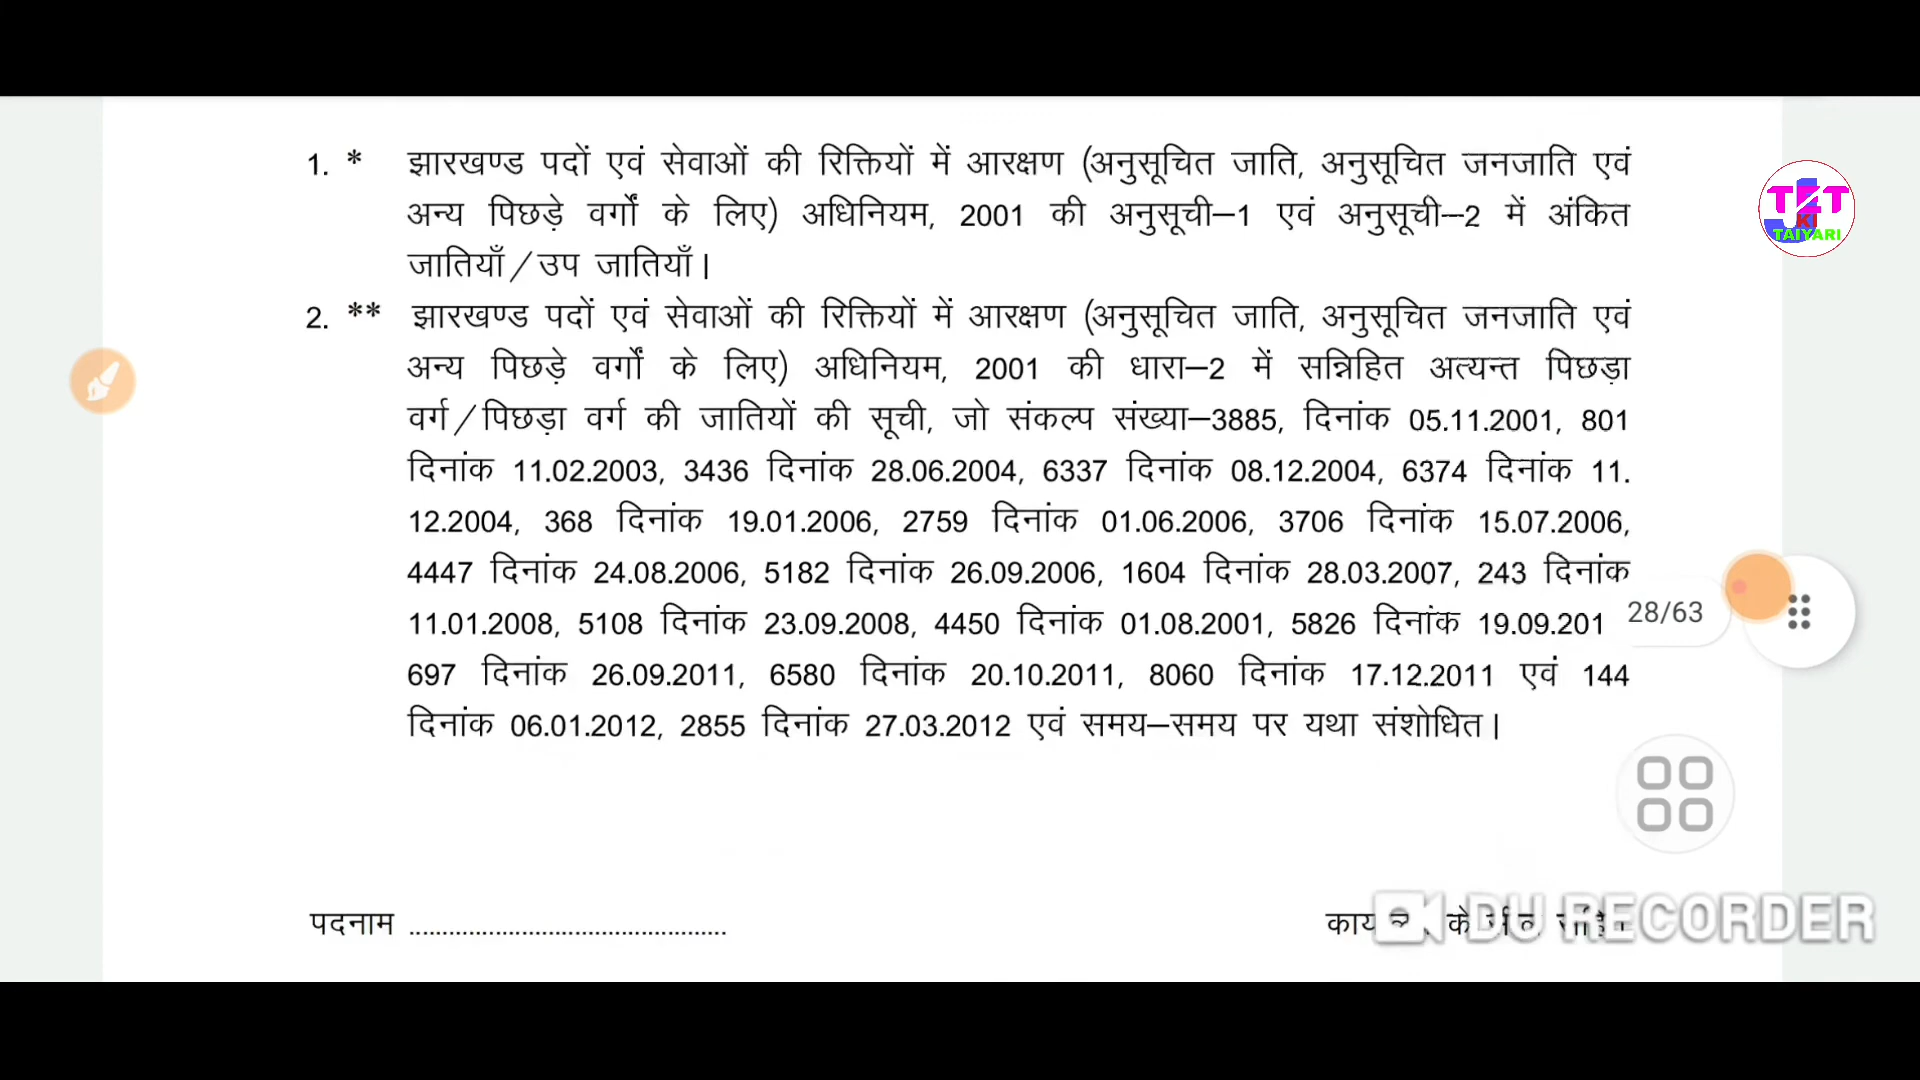 1. * झारखण्ड पदों एवं सेवाओं की रिक्तियों में आरक्षण (अनुसूचित जाति, अनुसूचित जनजाति एवं
अन्य पिछड़े वर्गों के लिए) अधिनियम, 2001 की अनुसूची–1 एवं अनुसूची–2 में अंकित
जातियाँ/उप जातियाँ।
2. ** झारखण्ड पदों एवं सेवाओं की रिक्तियों में आरक्षण (अनुसूचित जाति, अनुसूचित जनजाति एवं
अन्य पिछड़े वर्गों के लिए) अधिनियम, 2001 की धारा–2 में सन्निहित अत्यन्त पिछड़ा
वर्ग/पिछड़ा वर्ग की जातियों की सूची, जो संकल्प संख्या–3885, दिनांक 05.11.2001, 801
दिनांक 11.02.2003, 3436 दिनांक 28.06.2004, 6337 दिनांक 08.12.2004, 6374 दिनांक 11.
12.2004, 368 दिनांक 19.01.2006, 2759 दिनांक 01.06.2006, 3706 दिनांक 15.07.2006,
4447 दिनांक 24.08.2006, 5182 दिनांक 26.09.2006, 1604 दिनांक 28.03.2007, 243 दिनांक
11.01.2008, 5108 दिनांक 23.09.2008, 4450 दिनांक 01.08.2001, 5826 दिनांक 19.09.201
697 दिनांक 26.09.2011, 6580 दिनांक 20.10.2011, 8060 दिनांक 17.12.2011 एवं 144
दिनांक 06.01.2012, 2855 दिनांक 27.03.2012 एवं समय–समय पर यथा संशोधित।
पदनाम ............................................
के
TET
KI
TAIYARI
28/63
DU RECORDER